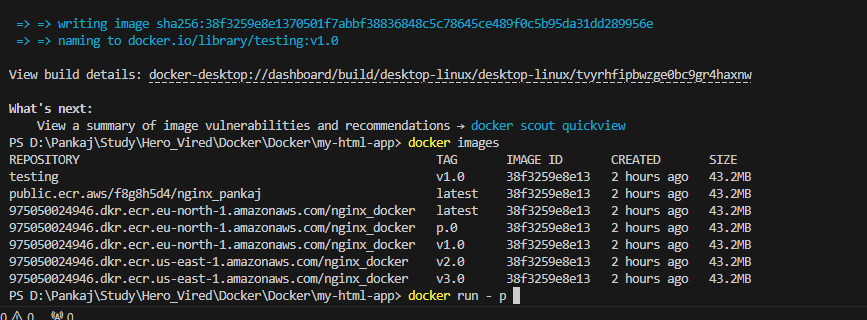 => => writing image sha256:38f3259e8e1370501f7abbf38836848c5c78645ce489f0c5b95da31dd289956e
=> => naming to docker.io/library/testing:v1.0
View build details: docker-desktop://dashboard/build/desktop-linux/desktop-linux/tvyrhfipbwzge0bc9gr4haxnw
What's next:
View a summary of image vulnerabilities and recommendations → docker scout quickview
PS D:\Pankaj\Study\Hero_Vired\Docker\Docker\my-html-app> docker images
REPOSITORY TAG IMAGE ID CREATED SIZE
testing v1.0 38f3259e8e13 2 hours ago 43.2MB
public.ecr.aws/f8g8h5d4/nginx_pankaj latest 38f3259e8e13 2 hours ago 43.2MB
975050024946.dkr.ecr.eu-north-1.amazonaws.com/nginx_docker latest 38f3259e8e13 2 hours ago 43.2MB
975050024946.dkr.ecr.eu-north-1.amazonaws.com/nginx_docker p.0 38f3259e8e13 2 hours ago 43.2MB
975050024946.dkr.ecr.eu-north-1.amazonaws.com/nginx_docker v1.0 38f3259e8e13 2 hours ago 43.2MB
975050024946.dkr.ecr.us-east-1.amazonaws.com/nginx_docker v2.0 38f3259e8e13 2 hours ago 43.2MB
975050024946.dkr.ecr.us-east-1.amazonaws.com/nginx_docker v3.0 38f3259e8e13 2 hours ago 43.2MB
PS D:\Pankaj\Study\Hero_Vired\Docker\Docker\my-html-app> docker run - p
0 0 0